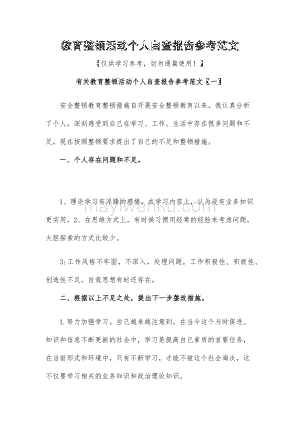 教育整顿活动个人自查报告参考范文
【仅供学习参考，切勿通篇使用！】
有关教育整顿活动个人自查报告参考范文【一】
安全整顿教育整顿措施自开展安全整顿教育以来，我认真分析
了个人，深刻感受到自己在学习、工作、生活中存在很多问题和不
足。现在按照整顿要求提出了自己的不足和整顿措施。
一、个人存在问题和不足。
1、理论学习有浮躁的感情。在学习内容上，认为没有业务知识
更实用。2、在思维方式上，有时候习惯用经常的经验来考虑问题，
大胆探索的方式比较少。
3：工作风格不牢固，不深入。处理问题，工作积极性、积极性、
创造性不足，自我思想有时还存在。
二、根据以上不足之处，提出下一步整改措施。
1.努力加强学习。自己越来越注意到，在当今这个与时俱进、
知识和信息不断更新的社会中，学习是提高自己素质的首要任务，
在当前形式和环境中，只有不断学习，才能不被这个社会淘汰，这
不仅要学习相关的业务知识和政治理论知识。
mayiwenku.com